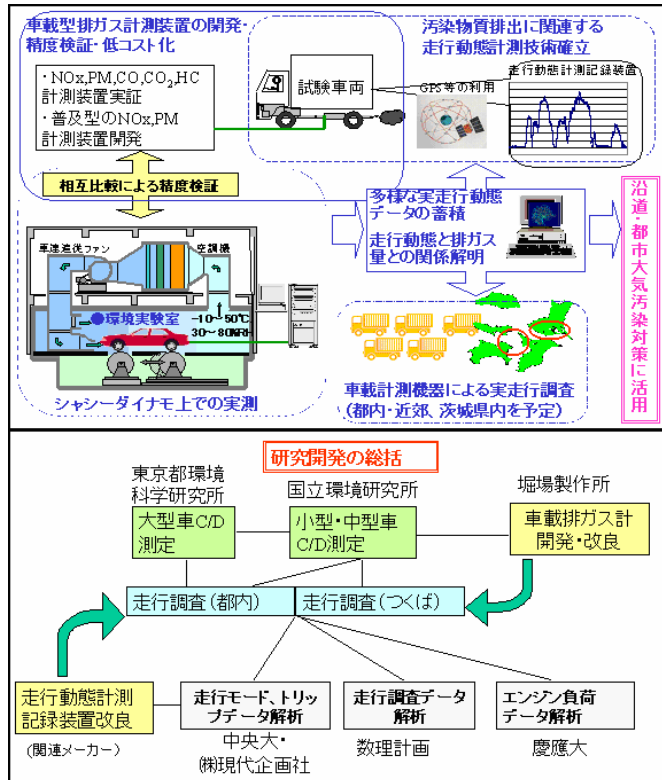 車載型排ガス計測装置の開発・
精度検証・低コスト化
・NOx,PM,CO,CO₂,HC
計測装置実証
・普及型のNOx,PM
計測装置開発
試験車両
汚染物質排出に関連する
走行動態計測技術確立
走行動態計測記録装置
GPS等の利用
相互比較による精度検証
車速追従ファン
空調機
●環境実験室
-10~50℃
30~80%RH
シャシーダイナモ上での実測
多様な実走行動態
データの蓄積
走行動態と排ガス
量との関係解明
車載計測機器による実走行調査
(都内・近郊、茨城県内を予定)
沿道・都市大気汚染対策に活用
研究開発の総括
東京都環境
科学研究所
国立環境研究所
堀場製作所
大型車C/D
測定
小型・中型車
C/D測定
車載排ガス計
開発・改良
走行調査(都内)
走行調査(つくば)
走行動態計測
記録装置改良
(関連メーカー)
走行モード、トリッ
プデータ解析
中央大・
㈱現代企画社
走行調査データ
解析
数理計画
エンジン負荷
データ解析
慶應大